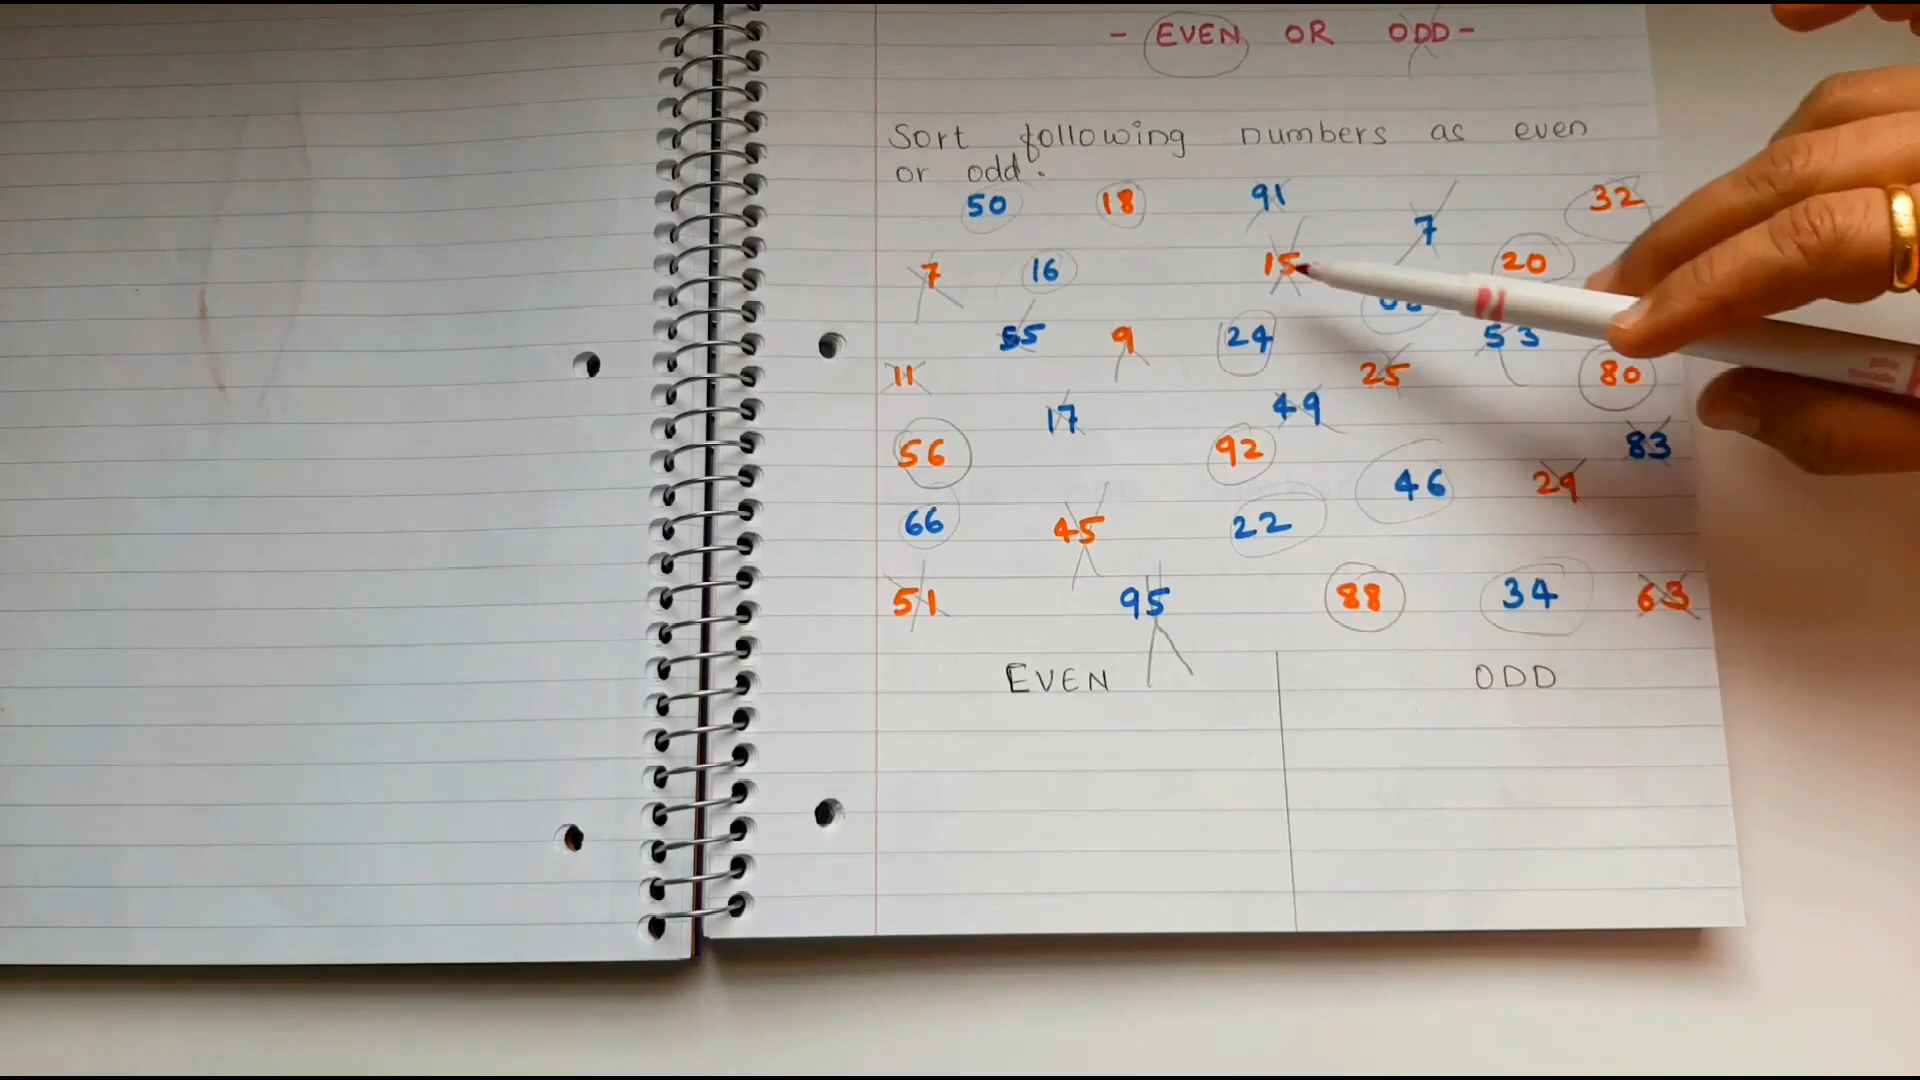 - EVEN OR ODD -
Sort following numbers as even
or odd.
50 18 91 7 32
7 16 15 20
55 9 24 53
11 25 80
17 49
56 92 83
46 29
66 45 22
51 95 88 34 63
EVEN ODD